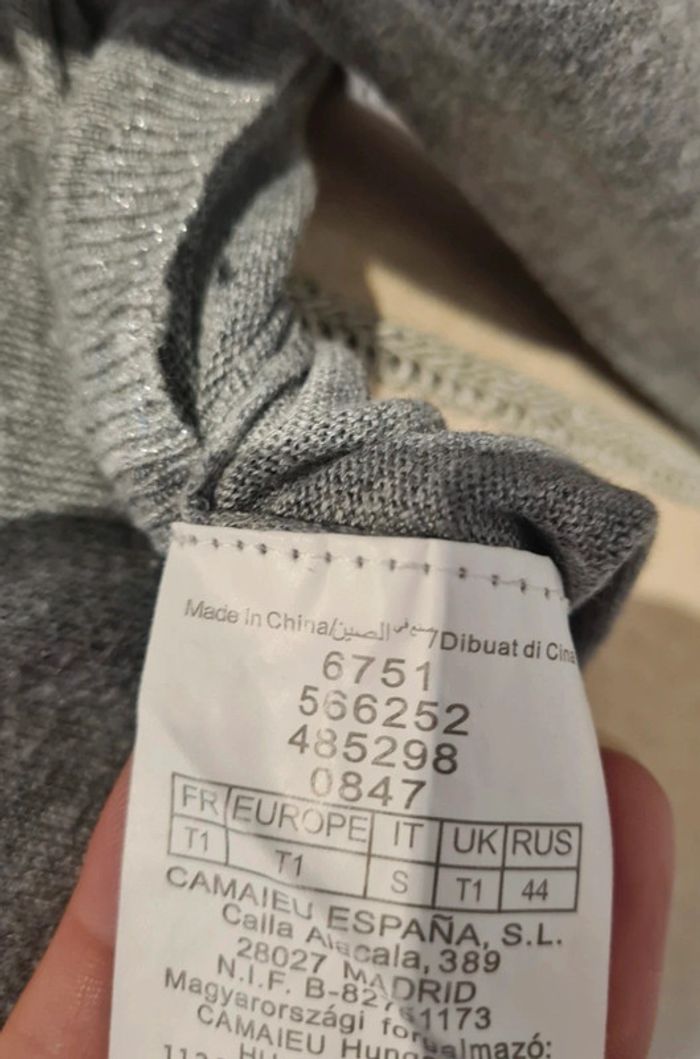 Made In China/صنع في الصين/Dibuat di Cina
6751
566252
485298
0847
FR EUROPE IT UK RUS
T1 T1 S T1 44
CAMAIEU ESPAÑA, S.L.
Calla Alacala, 389
28027 MADRID
N.I.F. B-82761173
Magyarországi forgalmazó:
CAMAIEU Hung